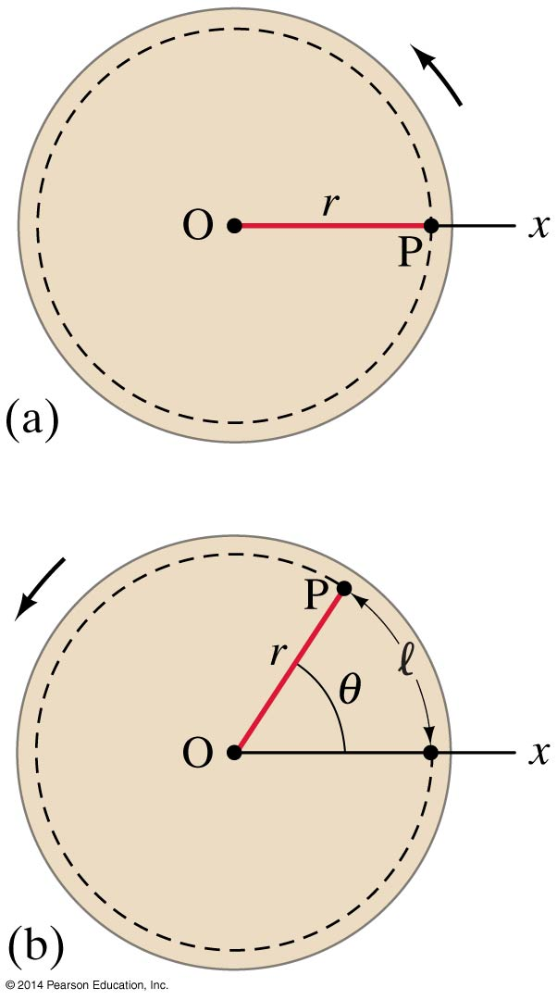 r
O
P
x
(a)
P
r
θ
ℓ
O
x
(b)
© 2014 Pearson Education, Inc.